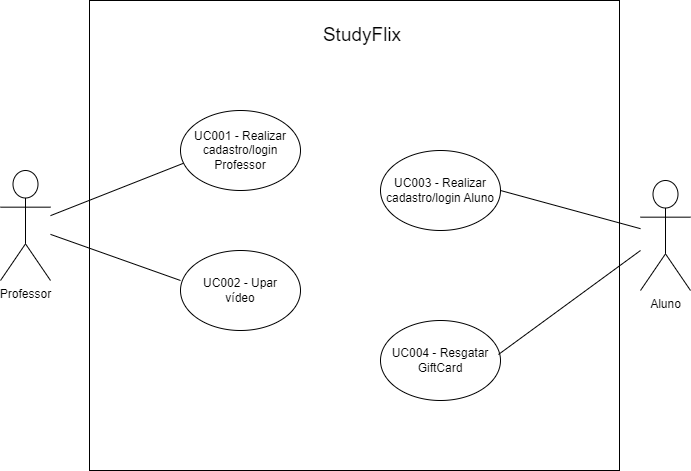 StudyFlix
UC001 - Realizar
cadastro/login
Professor
UC003 - Realizar
cadastro/login Aluno
UC002 - Upar
vídeo
Professor
Aluno
UC004 - Resgatar
GiftCard